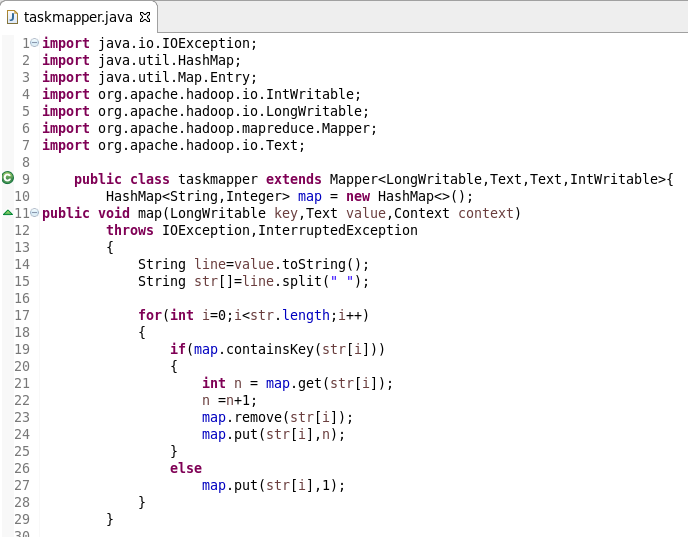 taskmapper.java
1 import java.io.IOException;
2 import java.util.HashMap;
3 import java.util.Map.Entry;
4 import org.apache.hadoop.io.IntWritable;
5 import org.apache.hadoop.io.LongWritable;
6 import org.apache.hadoop.mapreduce.Mapper;
7 import org.apache.hadoop.io.Text;
8
9     public class taskmapper extends Mapper<LongWritable,Text,Text,IntWritable>{
10         HashMap<String,Integer> map = new HashMap<>();
11 public void map(LongWritable key,Text value,Context context)
12         throws IOException,InterruptedException
13         {
14             String line=value.toString();
15             String str[]=line.split(" ");
16
17             for(int i=0;i<str.length;i++)
18             {
19                 if(map.containsKey(str[i]))
20                 {
21                     int n = map.get(str[i]);
22                     n =n+1;
23                     map.remove(str[i]);
24                     map.put(str[i],n);
25                 }
26                 else
27                     map.put(str[i],1);
28             }
29         }
30